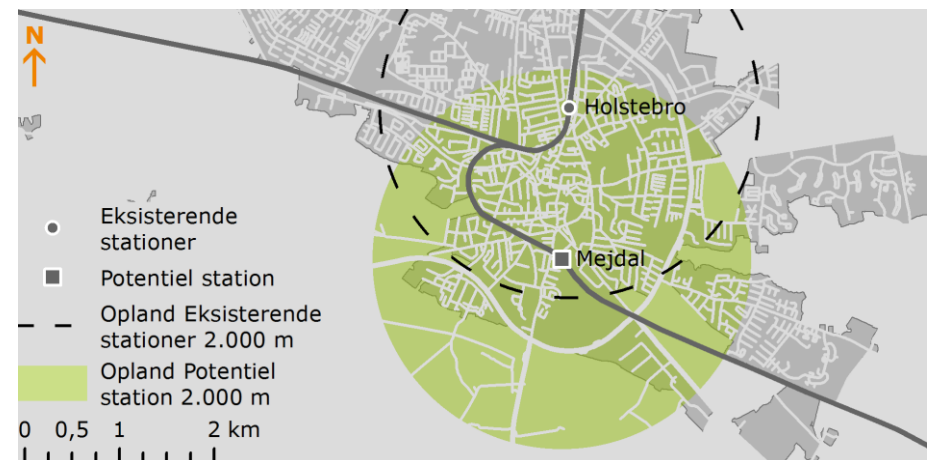 N
Holstebro
Mejdal
Eksisterende
stationer
Potentiel station
Opland Eksisterende
stationer 2.000 m
Opland Potentiel
station 2.000 m
0 0,5 1 2 km